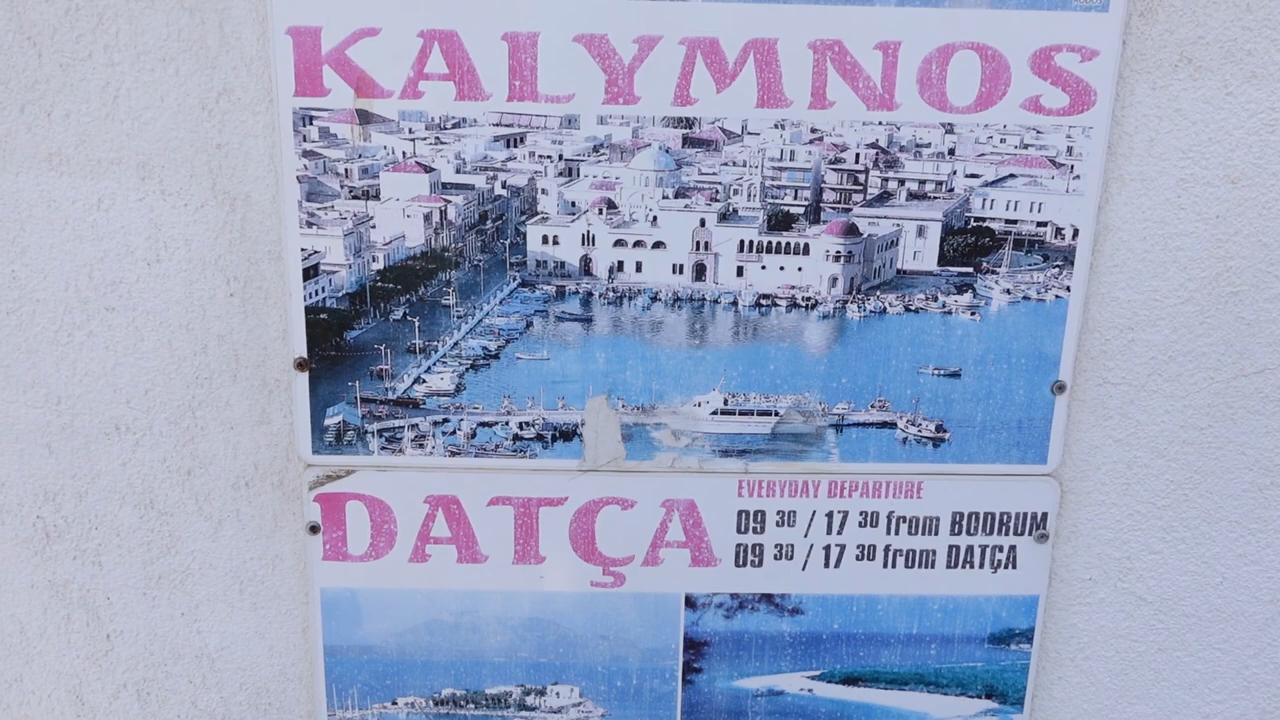 KALYMNOS
DATÇA
EVERYDAY DEPARTURE
09 30 / 17 30 from BODRUM
09 30 / 17 30 from DATÇA